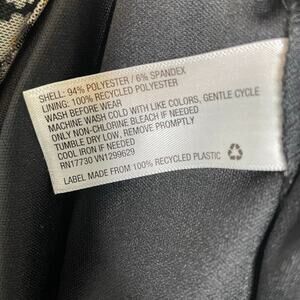 SHELL: 94% POLYESTER / 6% SPANDEX
LINING: 100% RECYCLED POLYESTER
WASH BEFORE WEAR
MACHINE WASH COLD WITH LIKE COLORS, GENTLE CYCLE
ONLY NON-CHLORINE BLEACH IF NEEDED
TUMBLE DRY LOW, REMOVE PROMPTLY
COOL IRON IF NEEDED
RN17730 VN1299629
LABEL MADE FROM 100% RECYCLED PLASTIC